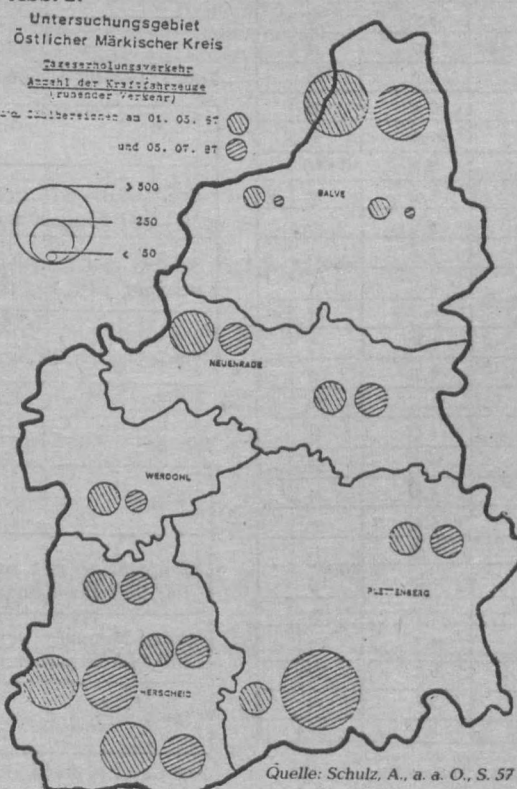 Untersuchungsgebiet
Östlicher Märkischer Kreis
Tageserholungsverkehr
Anzahl der Kraftfahrzeuge
(ruhender Verkehr)
am 01. 03. 87
und 05. 07. 87
> 500
250
< 50
BALVE
NEUENRADE
WERDOHL
PLETTENBERG
HERSCHEID
Quelle: Schulz, A., a. a. O., S. 57